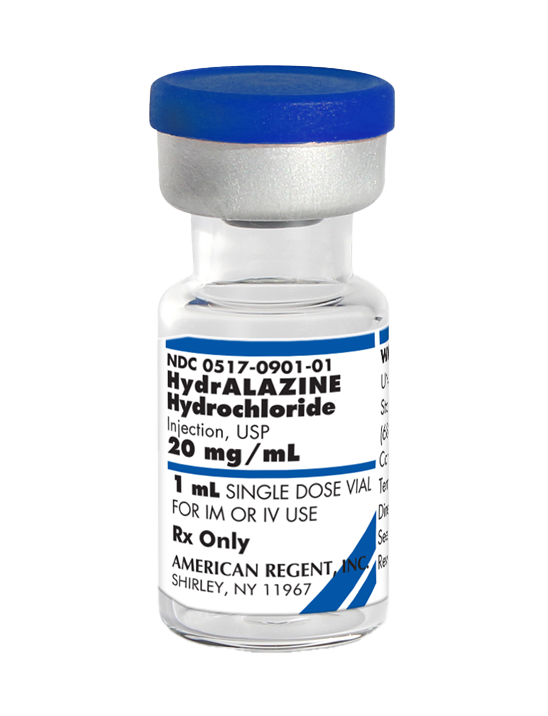 NDC 0517-0901-01
HydrALAZINE
Hydrochloride
Injection, USP
20 mg/mL
1 mL SINGLE DOSE VIAL
FOR IM OR IV USE
Rx Only
AMERICAN REGENT, INC.
SHIRLEY, NY 11967